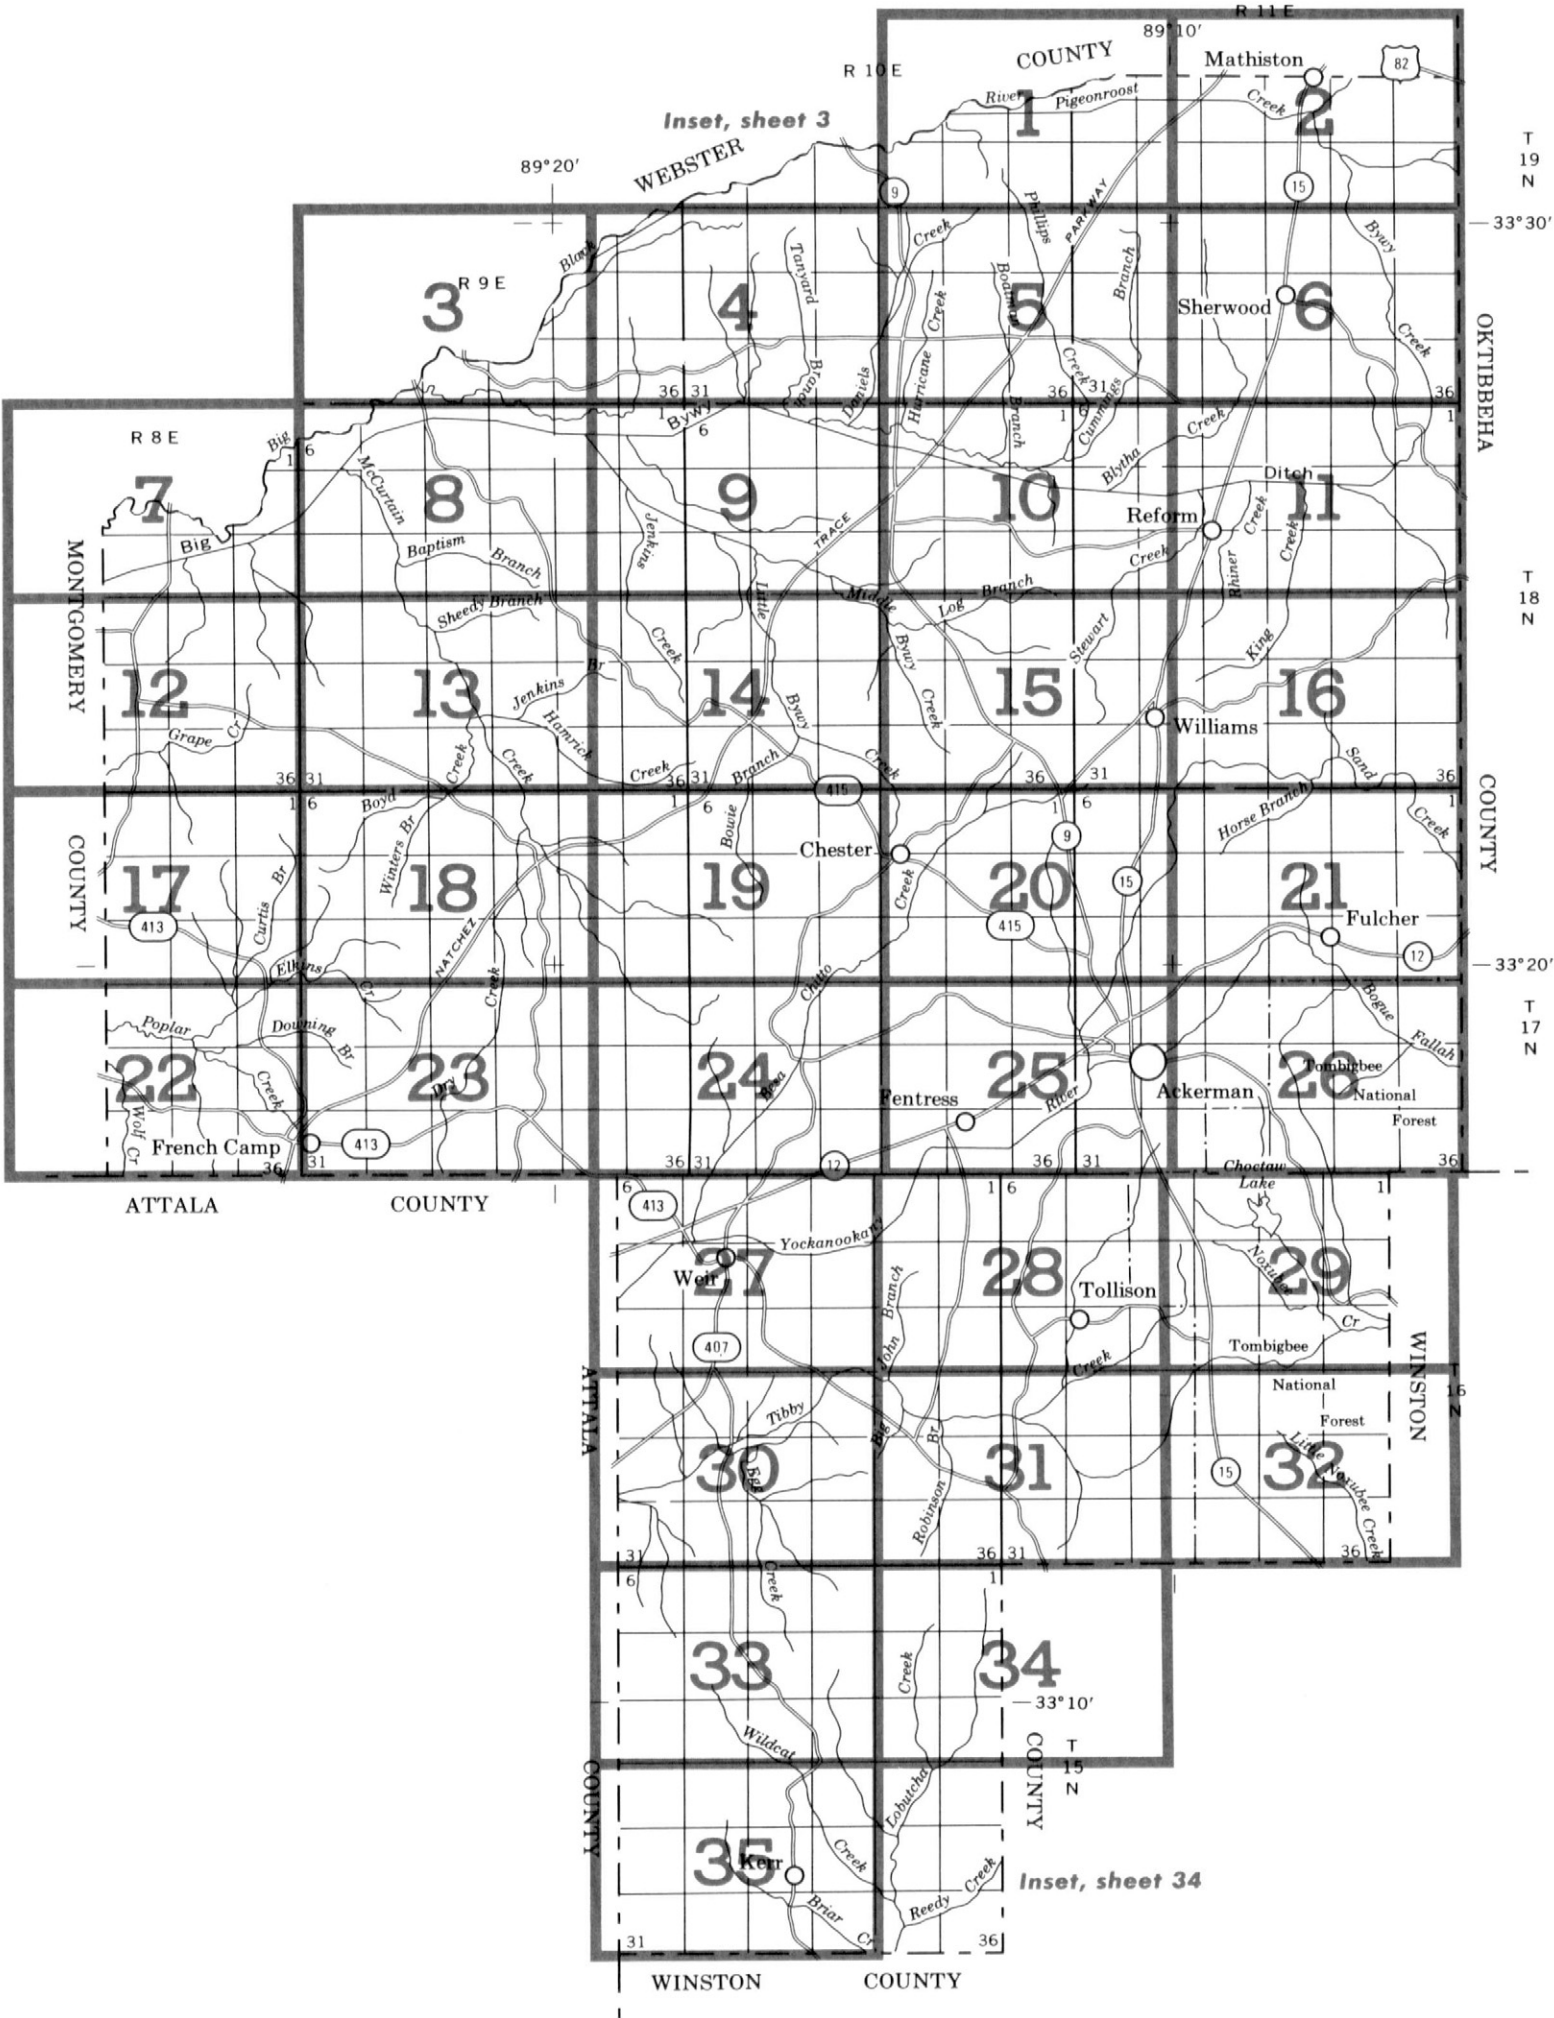 R 11 E
89°10′
COUNTY
Mathiston
82
R 10 E
River
Pigeonroost
Creek
1
2
Inset, sheet 3
T
19
N
WEBSTER
89°20′
9
15
Phillips
PARKWAY
33°30′
Creek
Bywy
Black
Tanyard
Branch
R 9 E
Boatman
3
4
5
6
Creek
Sherwood
Creek
OKTIBBEHA
Branch
Daniels
Hurricane
Creek
36 31
36 31
36
1
6
1 6
1
Bywy
Branch
Cummings
Creek
R 8 E
Big
1
6
Blytha
McCurtain
Ditch
7
8
9
10
11
TRACE
Jenkins
Reform
Creek
Creek
Big
Baptism
Branch
Creek
Rhiner
MONTGOMERY
Little
Middle
Log
Branch
T
18
N
Sheedy Branch
Creek
Bywy
Stewart
King
Br
12
13
14
15
16
Jenkins
Bywy
Creek
Williams
Grape
Cr
Hamrick
Creek
Creek
Creek
Branch
Creek
Sand
36 31
36 31
36
31
36
1 6
1
6
415
1
6
1
Boyd
Horse Branch
Creek
COUNTY
Bowie
9
COUNTY
Winters Br
Chester
15
17
18
19
20
21
Br
Creek
Curtis
Fulcher
413
415
12
NATCHEZ
Elkins
Cr
Creek
Chitto
33°20′
Bogue
T
17
N
Poplar
Downing
Br
Fallah
22
23
24
25
26
Tombigbee
Creek
Dry
Besa
National
Ackerman
River
Fentress
Forest
Wolf Cr
French Camp
413
36
31
36 31
12
36
31
36
Choctaw
Lake
ATTALA
COUNTY
6
413
1 6
1
Yockanookany
27
28
29
Weir
Noxubee
Branch
Tollison
Cr
407
John
Tombigbee
WINSTON
Creek
ATTALA
National
16
N
Tibby
Forest
Big
Br
30
31
32
Little Noxubee Creek
15
Egg
Robinson
31
36 31
36
6
1
Creek
33
34
Creek
33°10′
Wildcat
COUNTY
T
15
N
COUNTY
Lobutcha
35
Kerr
Creek
Creek
Inset, sheet 34
Briar
Reedy
Cr
31
36
WINSTON
COUNTY